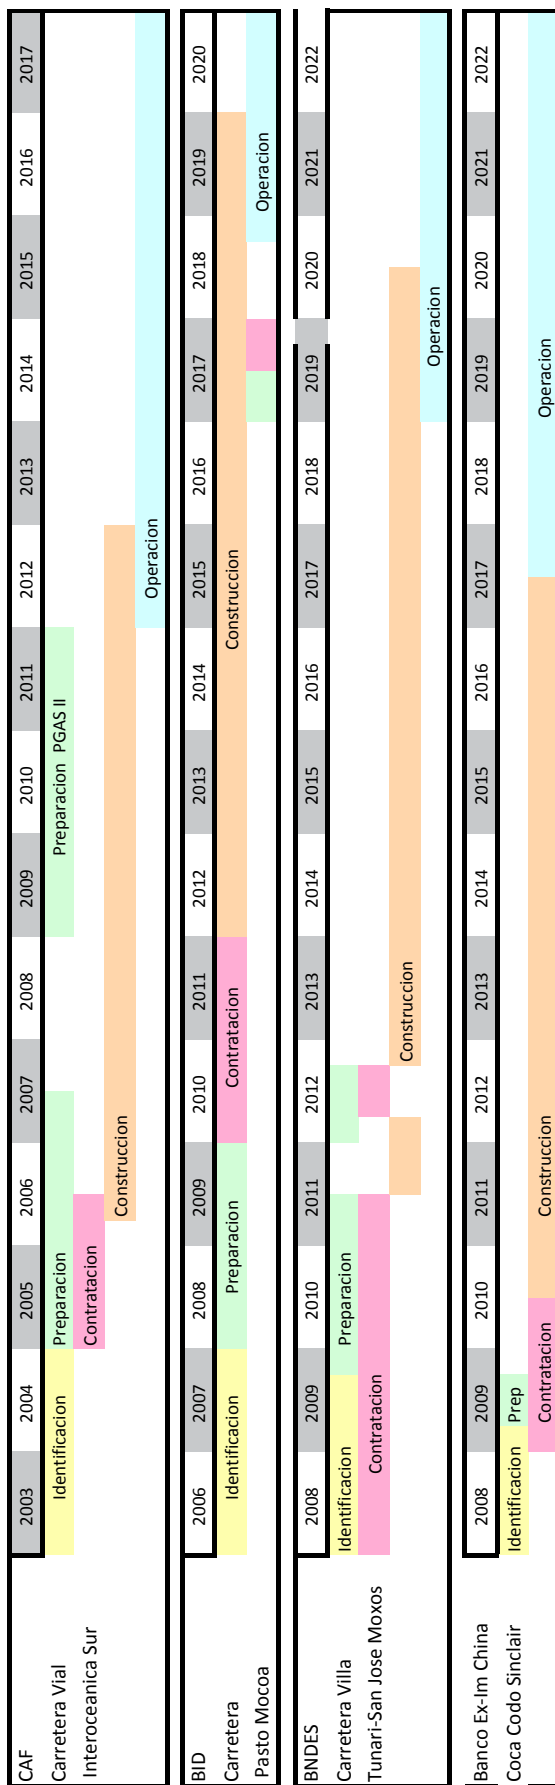 CAF 2003 2004 2005 2006 2007 2008 2009 2010 2011 2012 2013 2014 2015 2016 2017
Carretera Vial Identificacion Preparacion Preparacion PGAS II
Interoceanica Sur Contratacion
Construccion
Operacion
BID 2006 2007 2008 2009 2010 2011 2012 2013 2014 2015 2016 2017 2018 2019 2020
Carretera Identificacion Preparacion Contratacion Construccion
Pasto Mocoa Operacion
BNDES 2008 2009 2010 2011 2012 2013 2014 2015 2016 2017 2018 2019 2020 2021 2022
Carretera Villa Identificacion Preparacion
Tunari-San Jose Moxos Contratacion
Construccion
Operacion
Banco Ex-Im China 2008 2009 2010 2011 2012 2013 2014 2015 2016 2017 2018 2019 2020 2021 2022
Coca Codo Sinclair Identificacion Prep
Contratacion Construccion Operacion